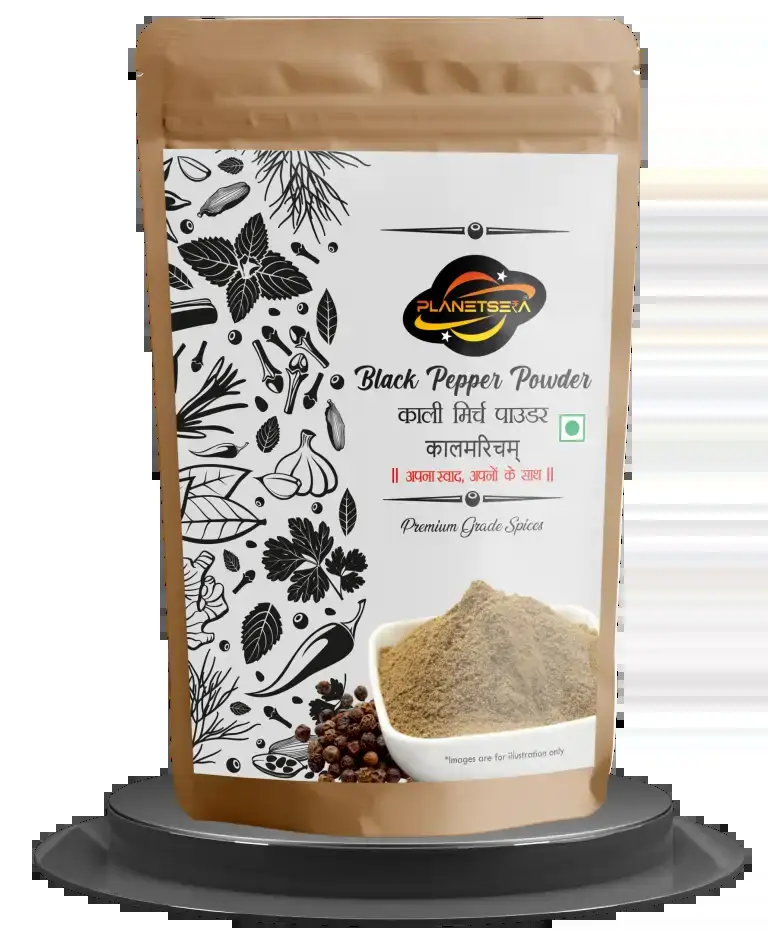 PLANETSERA
Black Pepper Powder
काली मिर्च पाउडर
कालमरिचम्
|| अपना स्वाद, अपनों के साथ ||
Premium Grade Spices
*Images are for illustration only